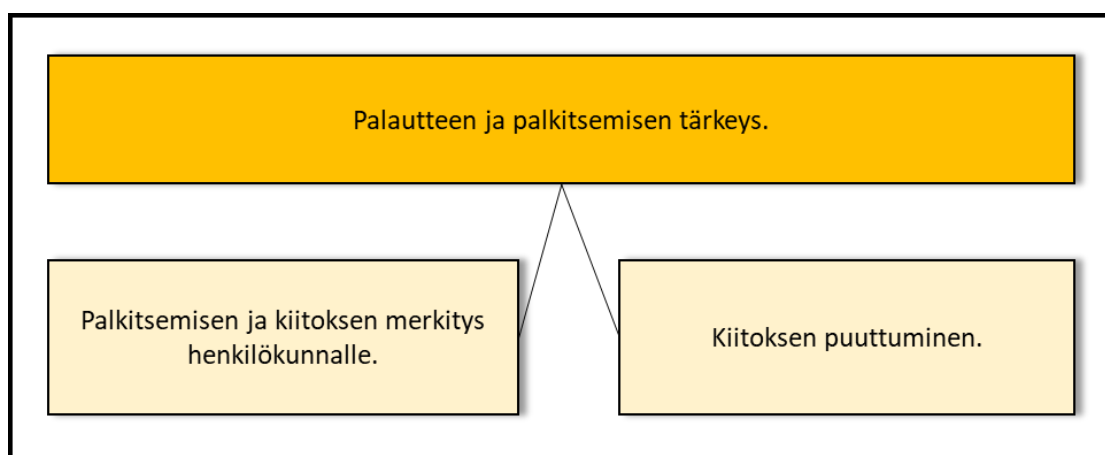 Palautteen ja palkitsemisen tärkeys.
Palkitsemisen ja kiitoksen merkitys
henkilökunnalle.
Kiitoksen puuttuminen.